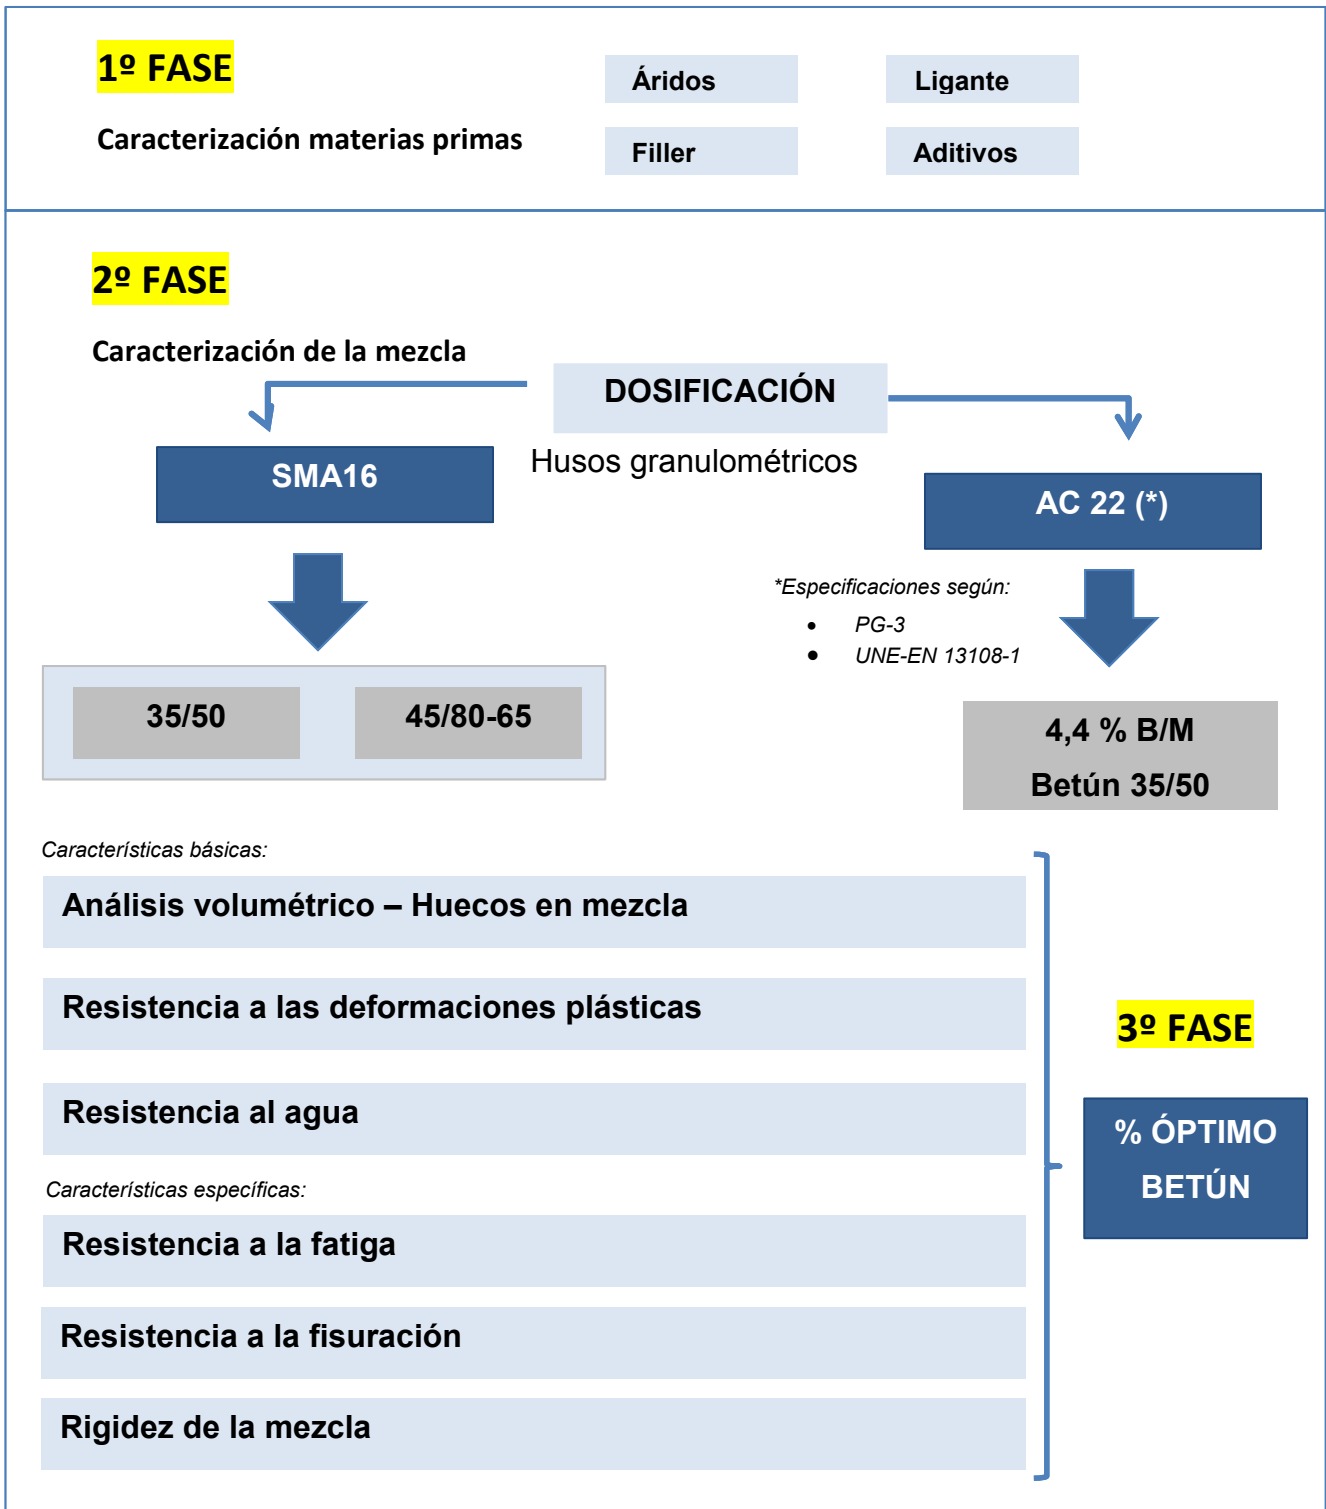 1º FASE
Caracterización materias primas
Áridos
Ligante
Filler
Aditivos
2º FASE
Caracterización de la mezcla
DOSIFICACIÓN
Husos granulométricos
SMA16
AC 22 (*)
*Especificaciones según:
• PG-3
• UNE-EN 13108-1
35/50
45/80-65
4,4 % B/M
Betún 35/50
Características básicas:
Análisis volumétrico – Huecos en mezcla
Resistencia a las deformaciones plásticas
Resistencia al agua
Características específicas:
Resistencia a la fatiga
Resistencia a la fisuración
Rigidez de la mezcla
3º FASE
% ÓPTIMO
BETÚN